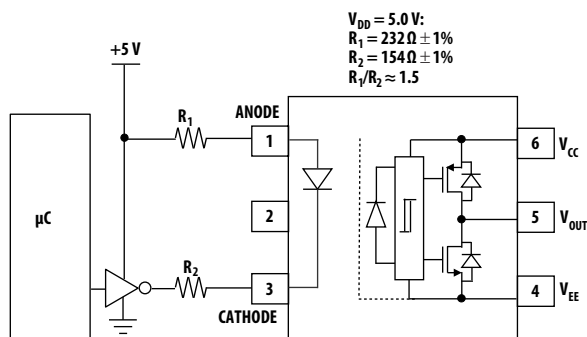 V_DD = 5.0 V:
R_1 = 232 Ω ± 1%
R_2 = 154 Ω ± 1%
R_1/R_2 ≈ 1.5
+5 V
R_1
ANODE
1
6
V_CC
µC
2
5
V_OUT
R_2
3
CATHODE
4
V_EE